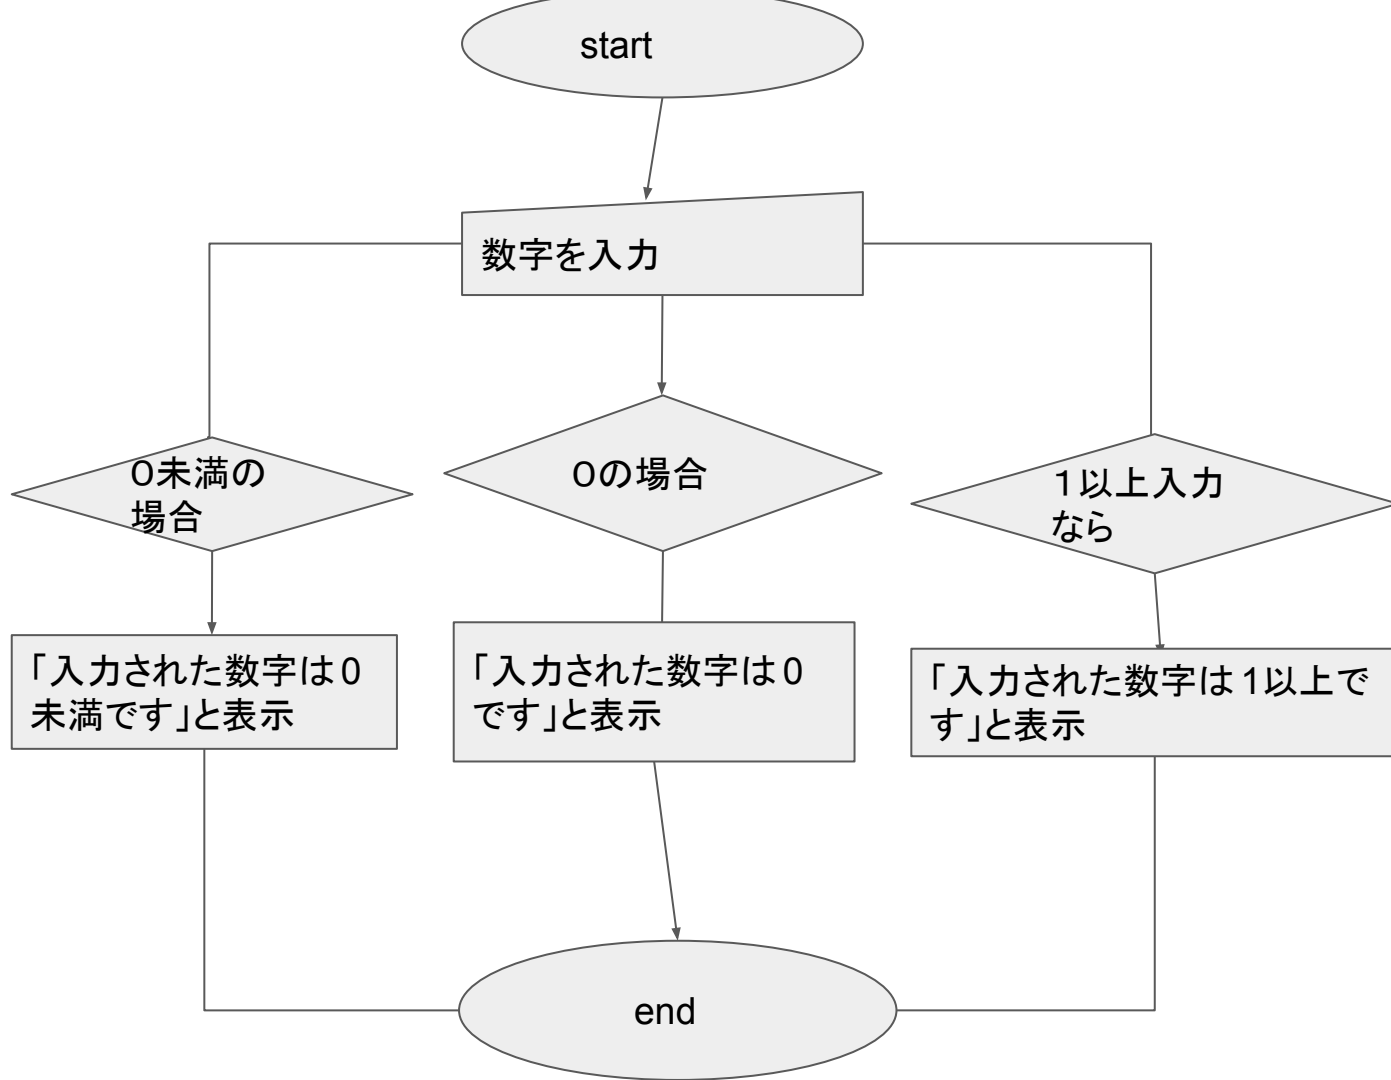 start
数字を入力
0未満の
場合
0の場合
1以上入力
なら
「入力された数字は0
未満です」と表示
「入力された数字は0
です」と表示
「入力された数字は1以上で
す」と表示
end